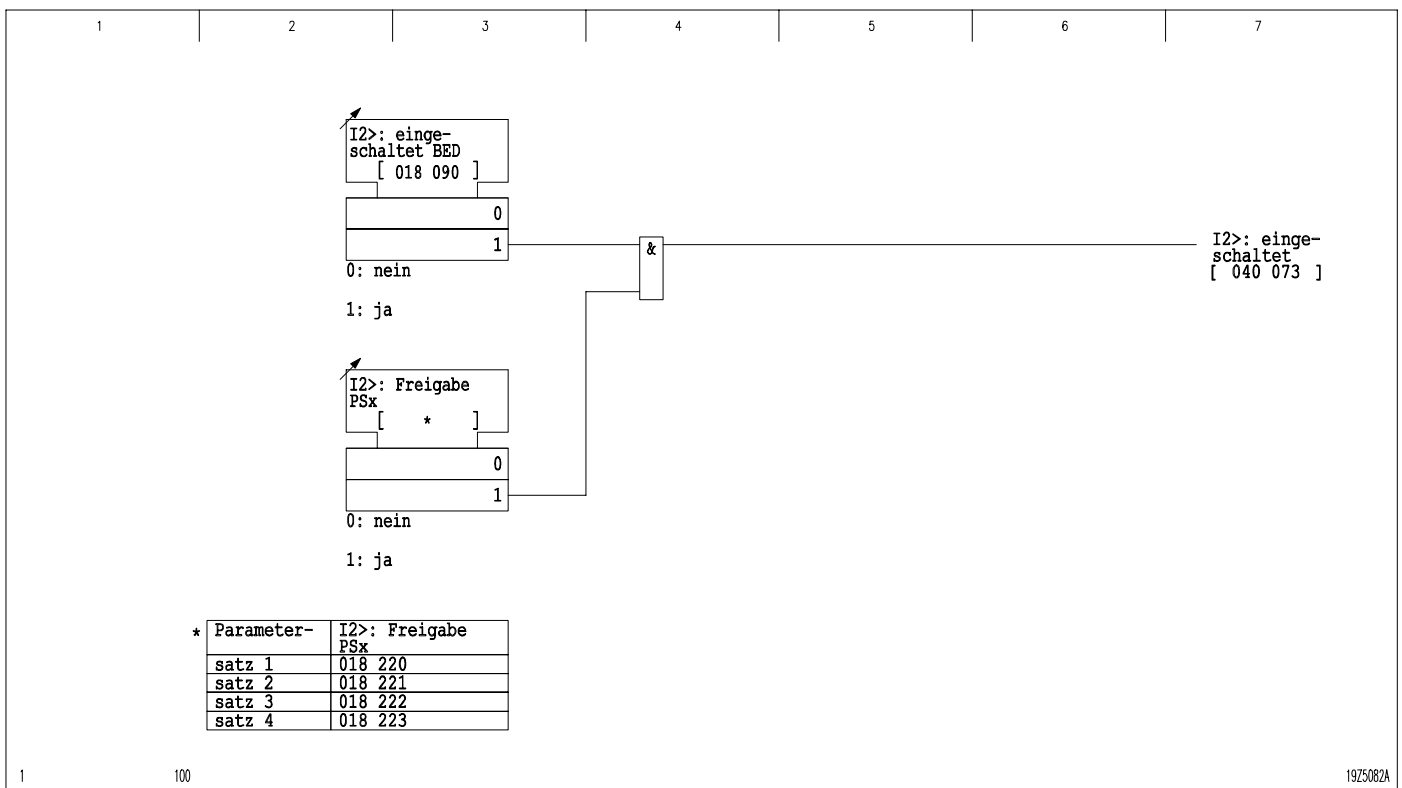 1 2 3 4 5 6 7
I2>: einge-
schaltet BED
[ 018 090 ]
0
1
0: nein
1: ja
&
I2>: einge-
schaltet
[ 040 073 ]
I2>: Freigabe
PSx
[ * ]
0
1
0: nein
1: ja
* Parameter- I2>: Freigabe
PSx
satz 1 018 220
satz 2 018 221
satz 3 018 222
satz 4 018 223
1 100 19Z5082A